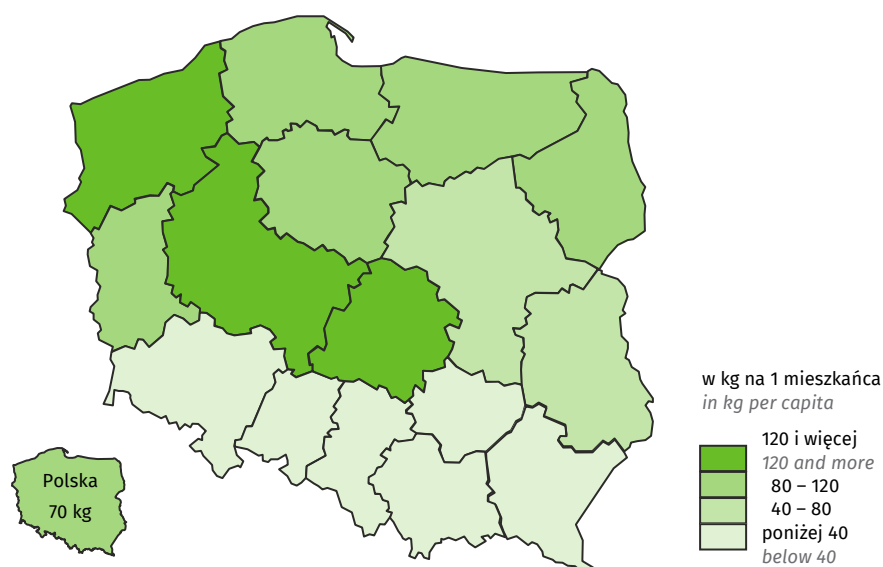 w kg na 1 mieszkańca
in kg per capita
120 i więcej
120 and more
80 – 120
40 – 80
poniżej 40
below 40
Polska
70 kg